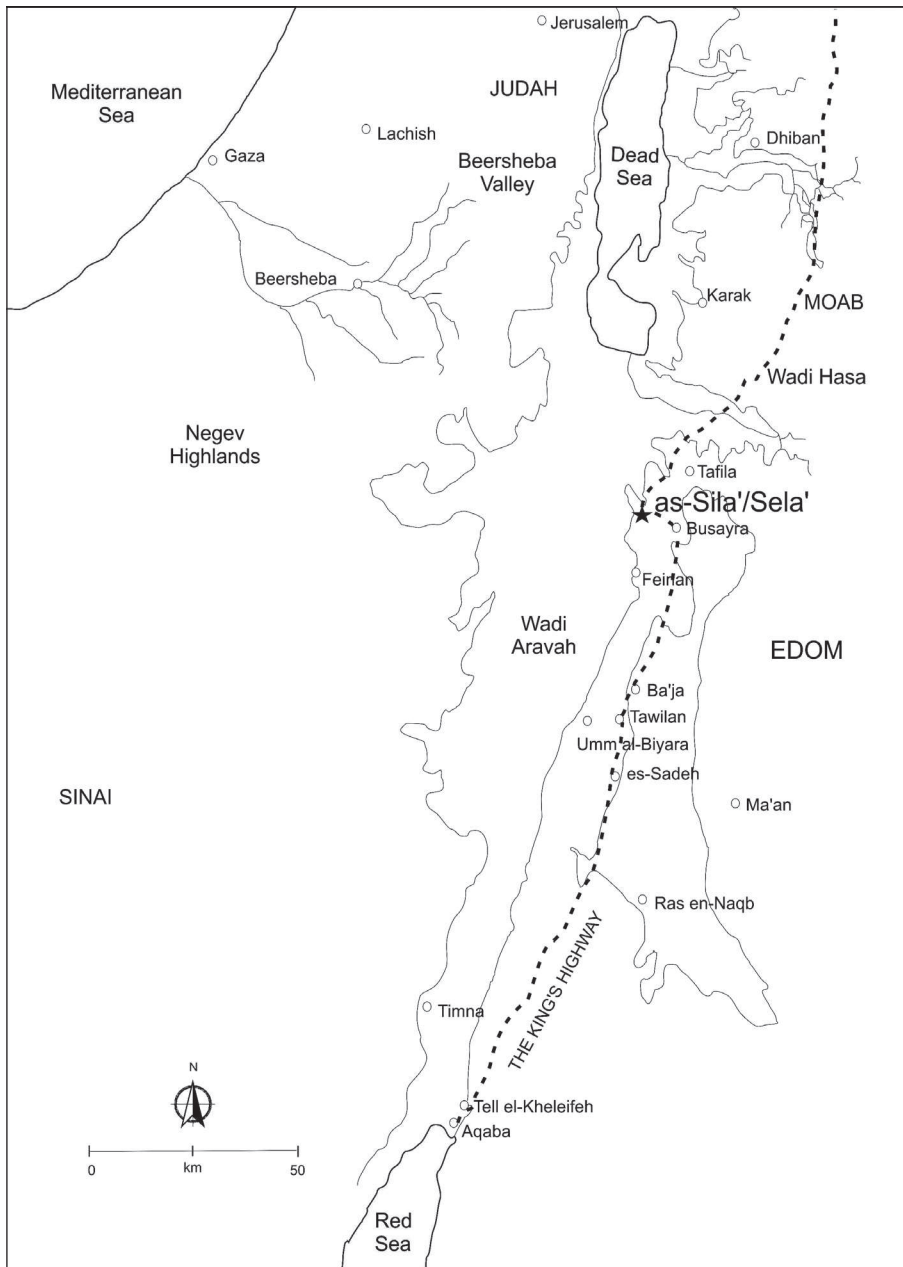 Jerusalem
Mediterranean
Sea
JUDAH
Lachish
Dhiban
Gaza
Beersheba
Valley
Dead
Sea
Beersheba
Karak
MOAB
Wadi Hasa
Negev
Highlands
Tafila
as-Sila'/Sela'
Busayra
Feinan
Wadi
Aravah
EDOM
Ba'ja
Tawilan
Umm al-Biyara
es-Sadeh
SINAI
Ma'an
Ras en-Naqb
THE KING'S HIGHWAY
Timna
N
Tell el-Kheleifeh
Aqaba
0 km 50
Red
Sea